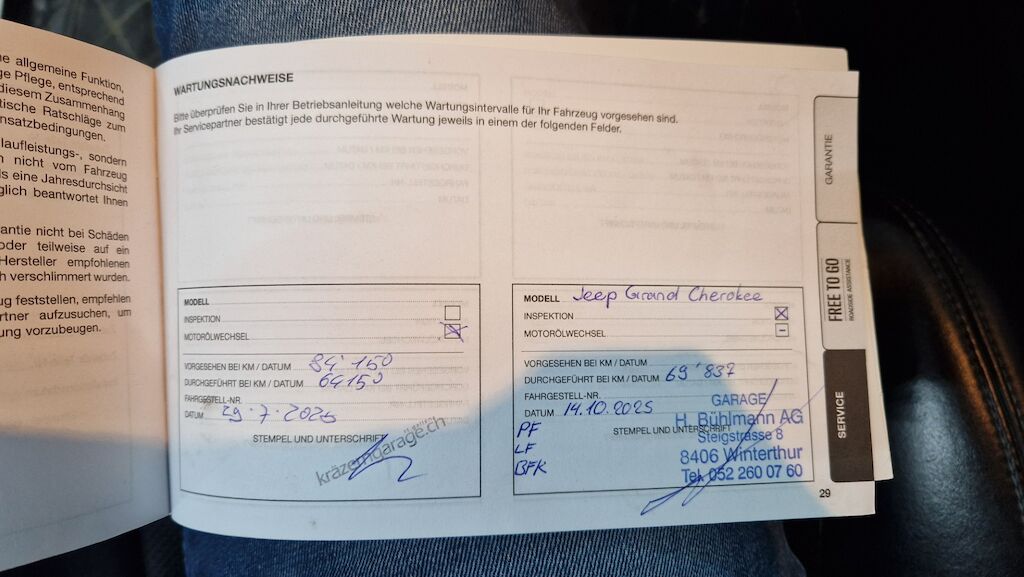 ne allgemeine Funktion,
ge Pflege, entsprechend
diesem Zusammenhang
tische Ratschläge zum
nsatzbedingungen.
laufleistungs-, sondern
n nicht vom Fahrzeug
ls eine Jahresdurchsicht
glich beantwortet Ihnen
antie nicht bei Schäden
oder teilweise auf ein
Hersteller empfohlenen
h verschlimmert wurden.
ug feststellen, empfehlen
rtner aufzusuchen, um
ung vorzubeugen.
WARTUNGSNACHWEISE
Bitte überprüfen Sie in Ihrer Betriebsanleitung welche Wartungsintervalle für Ihr Fahrzeug vorgesehen sind.
Ihr Servicepartner bestätigt jede durchgeführte Wartung jeweils in einem der folgenden Felder.
MODELL
INSPEKTION
MOTORÖLWECHSEL
VORGESEHEN BEI KM / DATUM 84'150
DURCHGEFÜHRT BEI KM / DATUM 64150
FAHRGESTELL-NR.
DATUM 29.7.2025
STEMPEL UND UNTERSCHRIFT
kräzerngarage.ch
MODELL Jeep Grand Cherokee
INSPEKTION
MOTORÖLWECHSEL
VORGESEHEN BEI KM / DATUM
DURCHGEFÜHRT BEI KM / DATUM 69'837
FAHRGESTELL-NR.
DATUM 14.10.2025
PF
LF
BFK
STEMPEL UND UNTERSCHRIFT
GARAGE
H. Bühlmann AG
Steigstrasse 8
8406 Winterthur
Tel. 052 260 07 60
29
GARANTIE
FREE TO GO
ROADSIDE ASSISTANCE
SERVICE